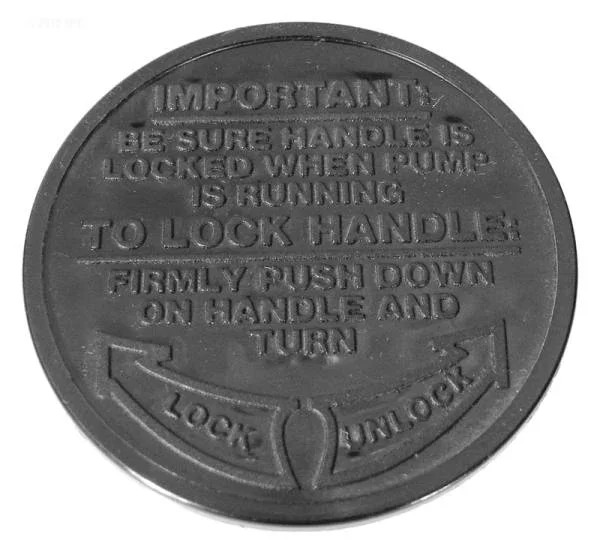 IMPORTANT:
BE SURE HANDLE IS
LOCKED WHEN PUMP
IS RUNNING
TO LOCK HANDLE:
FIRMLY PUSH DOWN
ON HANDLE AND
TURN
LOCK
UNLOCK